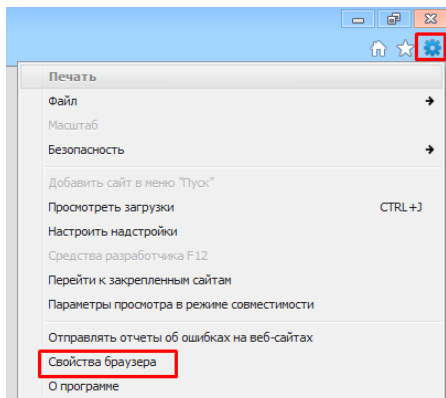 Печать
Файл
Масштаб
Безопасность
Добавить сайт в меню "Пуск"
Просмотреть загрузки CTRL+J
Настроить надстройки
Средства разработчика F12
Перейти к закрепленным сайтам
Параметры просмотра в режиме совместимости
Отправлять отчеты об ошибках на веб-сайтах
Свойства браузера
О программе